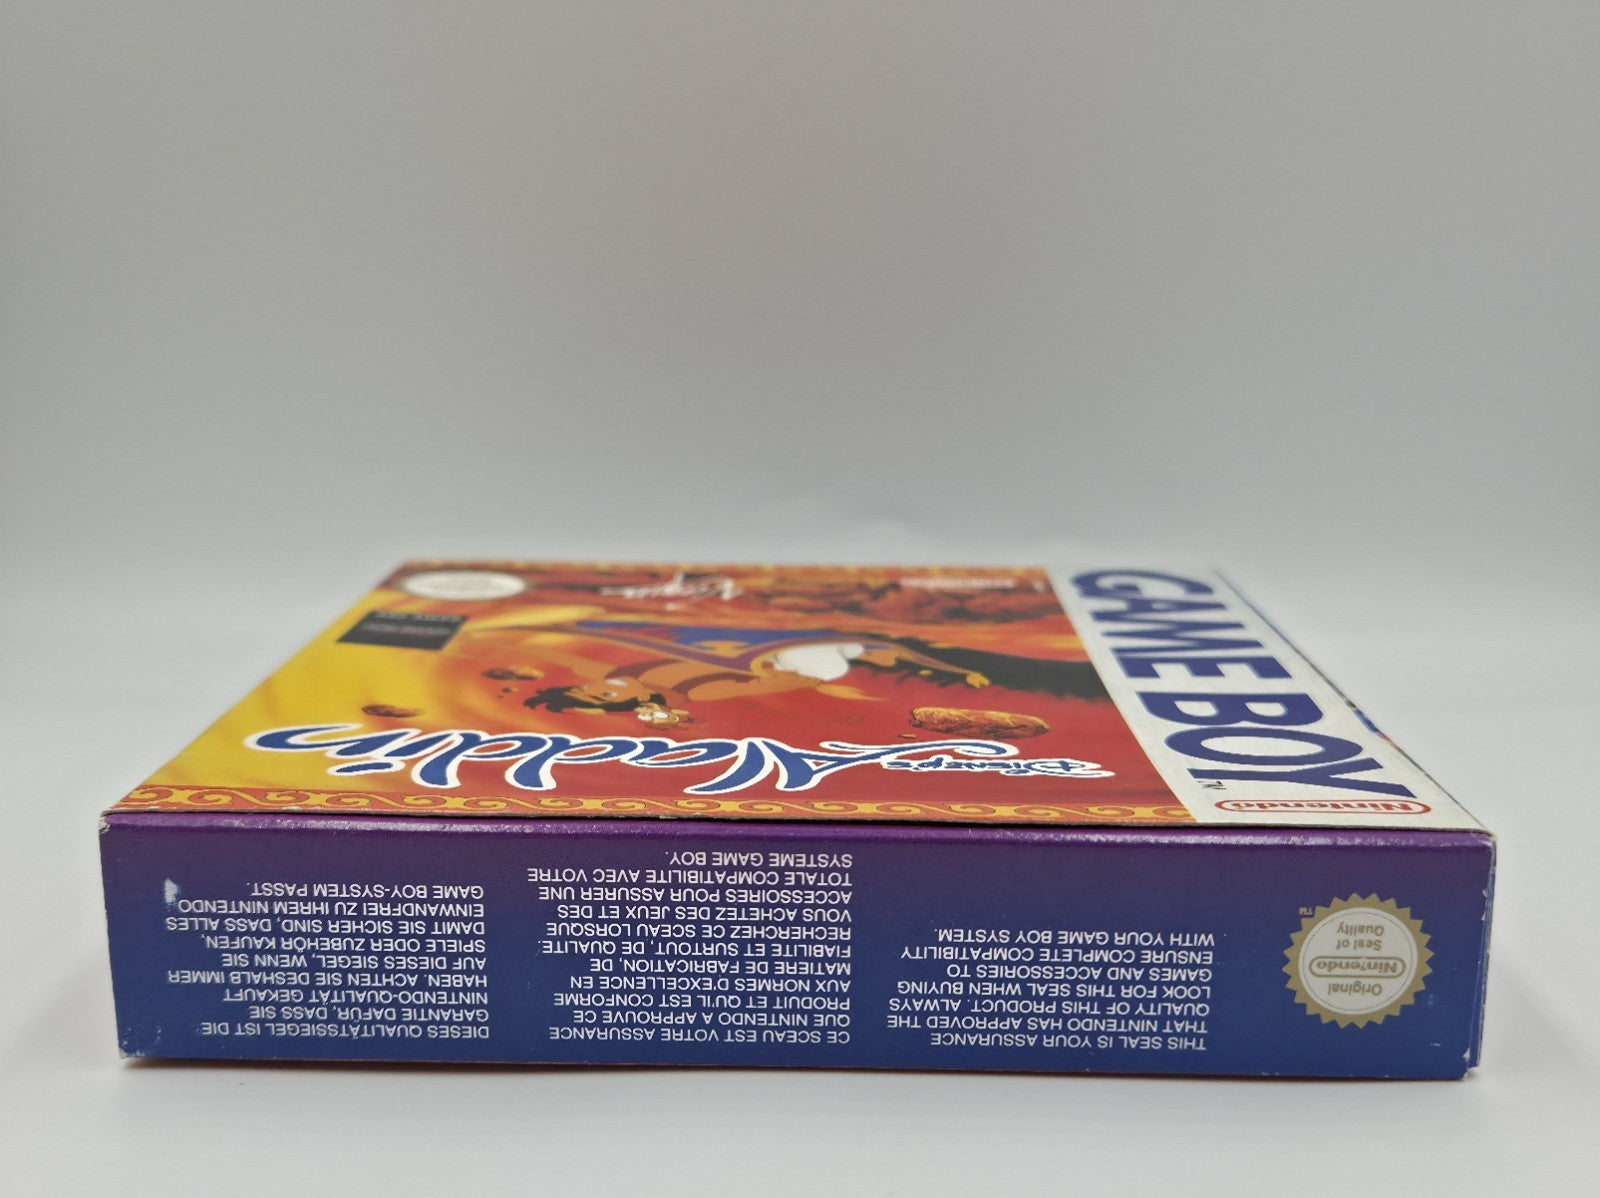 Nintendo
GAME BOY
TM
Disney's
Aladdin
Original
Nintendo
Seal of
Quality
TM
THIS SEAL IS YOUR ASSURANCE
THAT NINTENDO HAS APPROVED THE
QUALITY OF THIS PRODUCT. ALWAYS
LOOK FOR THIS SEAL WHEN BUYING
GAMES AND ACCESSORIES TO
ENSURE COMPLETE COMPATIBILITY
WITH YOUR GAME BOY SYSTEM.
CE SCEAU EST VOTRE ASSURANCE
QUE NINTENDO A APPROUVE CE
PRODUIT ET QU'IL EST CONFORME
AUX NORMES D'EXCELLENCE EN
MATIERE DE FABRICATION, DE
FIABILITE ET SURTOUT, DE QUALITE.
RECHERCHEZ CE SCEAU LORSQUE
VOUS ACHETEZ DES JEUX ET DES
ACCESSOIRES POUR ASSURER UNE
TOTALE COMPATIBILITE AVEC VOTRE
SYSTEME GAME BOY.
DIESES QUALITÄTSSIEGEL IST DIE
GARANTIE DAFÜR, DASS SIE
NINTENDO-QUALITÄT GEKAUFT
HABEN. ACHTEN SIE DESHALB IMMER
AUF DIESES SIEGEL, WENN SIE
SPIELE ODER ZUBEHÖR KAUFEN,
DAMIT SIE SICHER SIND, DASS ALLES
EINWANDFREI ZU IHREM NINTENDO
GAME BOY-SYSTEM PASST.